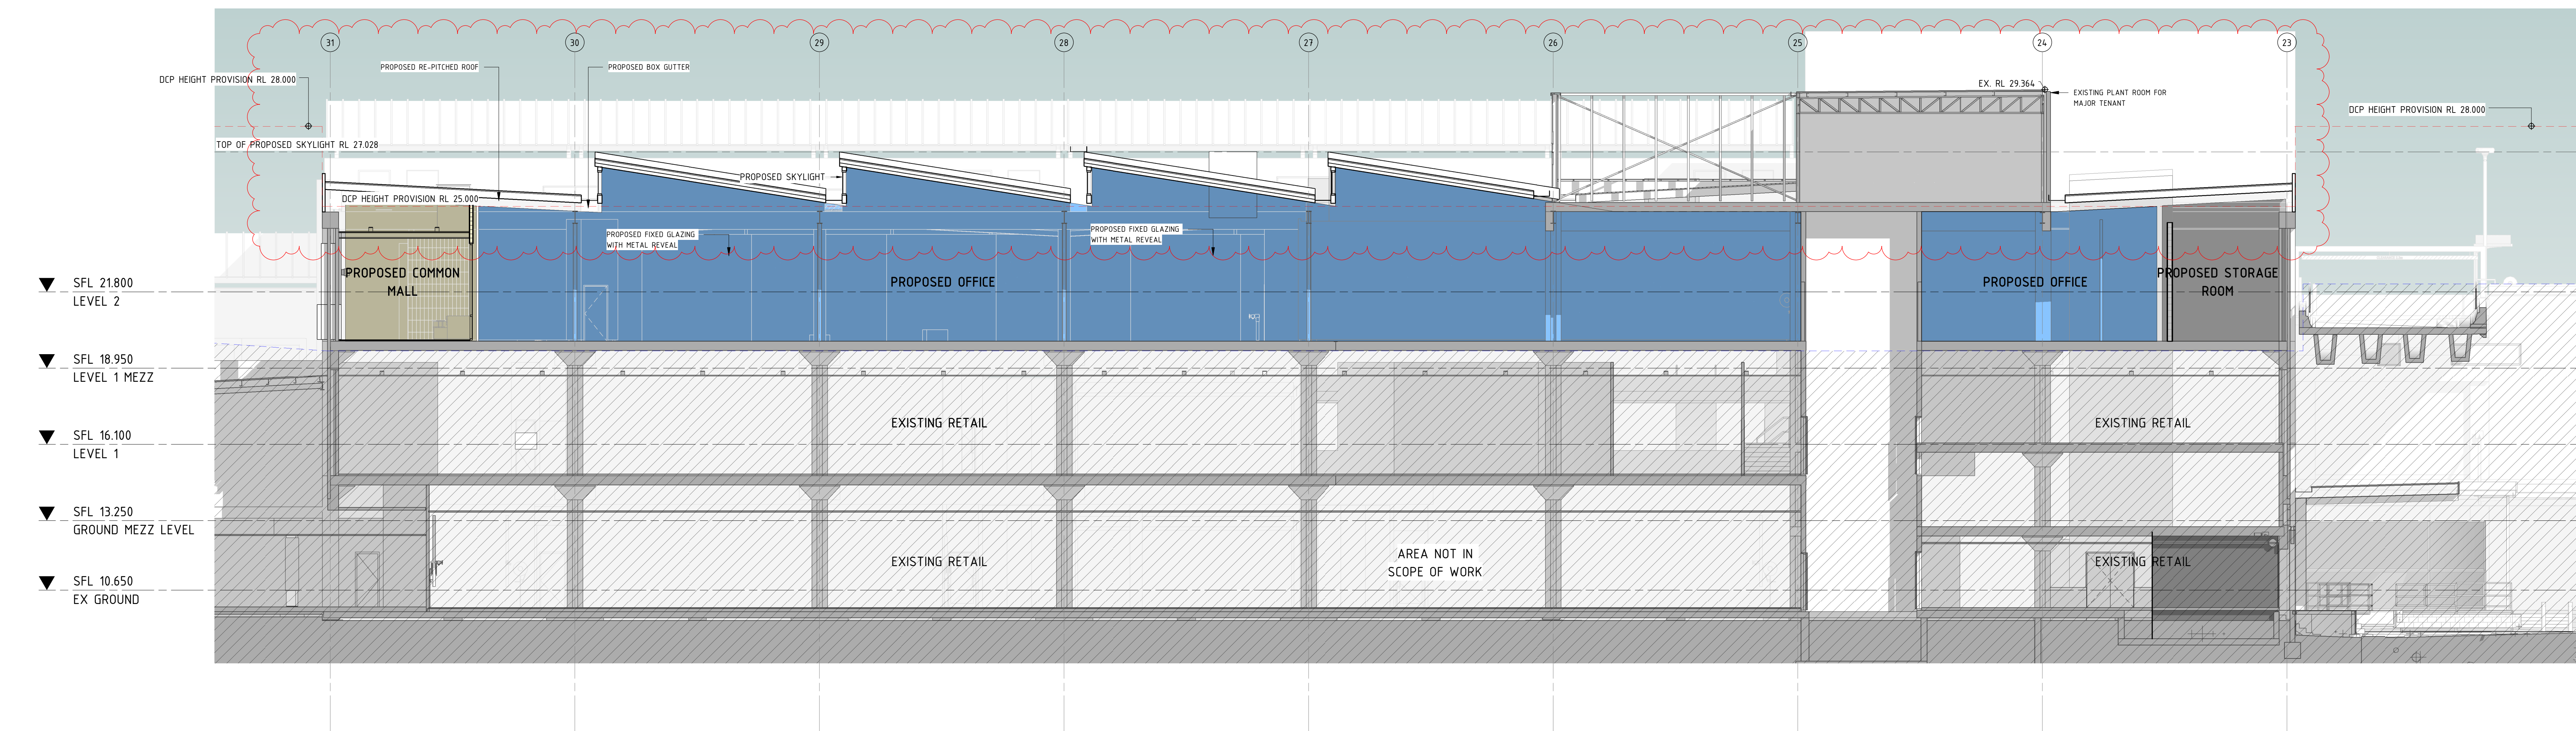 31 30 29 28 27 26 25 24 23
PROPOSED RE-PITCHED ROOF
PROPOSED BOX GUTTER
DCP HEIGHT PROVISION RL 28.000
EX. RL 29.364
EXISTING PLANT ROOM FOR
MAJOR TENANT
DCP HEIGHT PROVISION RL 28.000
TOP OF PROPOSED SKYLIGHT RL 27.028
PROPOSED SKYLIGHT
DCP HEIGHT PROVISION RL 25.000
PROPOSED FIXED GLAZING
WITH METAL REVEAL
PROPOSED FIXED GLAZING
WITH METAL REVEAL
PROPOSED COMMON
MALL
PROPOSED OFFICE
PROPOSED OFFICE
PROPOSED STORAGE
ROOM
SFL 21.800
LEVEL 2
SFL 18.950
LEVEL 1 MEZZ
EXISTING RETAIL
EXISTING RETAIL
SFL 16.100
LEVEL 1
SFL 13.250
GROUND MEZZ LEVEL
EXISTING RETAIL
AREA NOT IN
SCOPE OF WORK
EXISTING RETAIL
SFL 10.650
EX GROUND